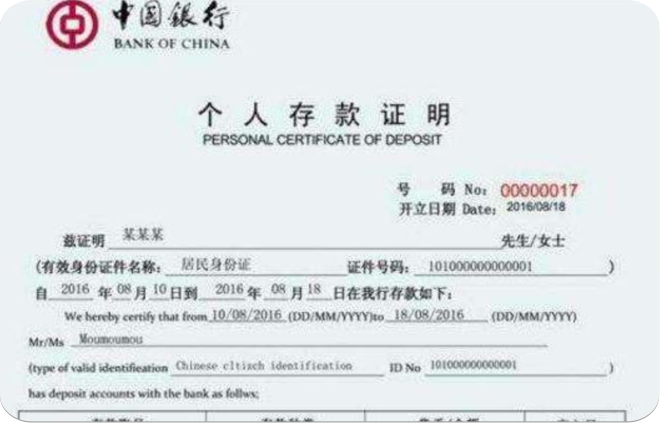 中国银行
BANK OF CHINA
个人存款证明
PERSONAL CERTIFICATE OF DEPOSIT
号 码 No: 00000017
开立日期 Date: 2016/08/18
兹证明 某某某 先生/女士
(有效身份证件名称: 居民身份证 证件号码: 101000000000001 )
自 2016 年 08 月 10 日到 2016 年 08 月 18 日在我行存款如下:
We hereby certify that from 10/08/2016 (DD/MM/YYYY)to 18/08/2016 (DD/MM/YYYY)
Mr/Ms Moumoumou
(type of valid identifieation Chinese cltizch identification ID No 101000000000001 )
has deposit accounts with the bank as follws;